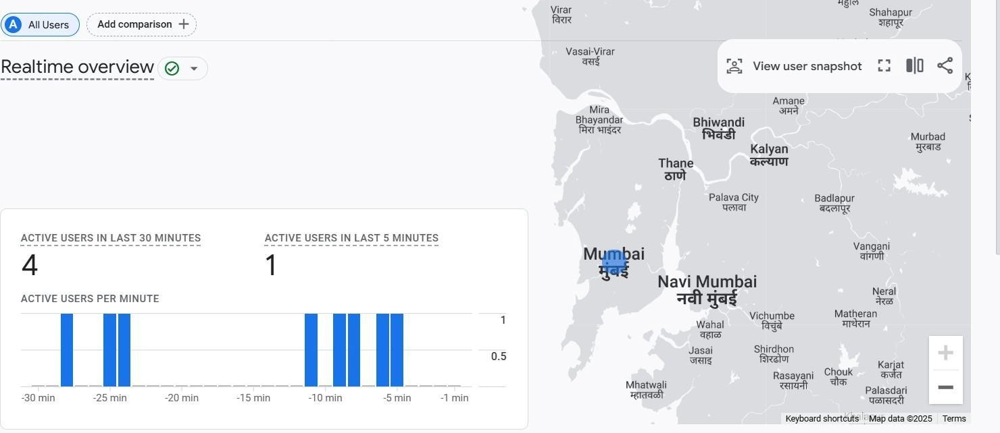 A All Users
Add comparison +
Realtime overview
ACTIVE USERS IN LAST 30 MINUTES
4
ACTIVE USERS IN LAST 5 MINUTES
1
ACTIVE USERS PER MINUTE
1
0.5
-30 min -25 min -20 min -15 min -10 min -5 min -1 min
View user snapshot
Virar
विरार
Shahapur
शहापूर
Vasai-Virar
वसई
Amane
अमने
Mira
Bhayandar
मिरा भाइंदर
Bhiwandi
भिवंडी
Murbad
मुरबाड
Kalyan
कल्याण
Thane
ठाणे
Palava City
पलावा
Badlapur
बदलापूर
Vangani
वांगणी
Mumbai
मुंबई
Navi Mumbai
नवी मुंबई
Neral
नेरळ
Matheran
माथेरान
Vichumbe
विचुंबे
Wahal
वहाळ
Jasai
जसाइ
Shirdhon
शिरढोण
Karjat
कर्जत
Chouk
चौक
Rasayani
रसायनी
Mhatwali
म्हातवळी
Palasdari
पळासदरी
Keyboard shortcuts Map data ©2025 Terms